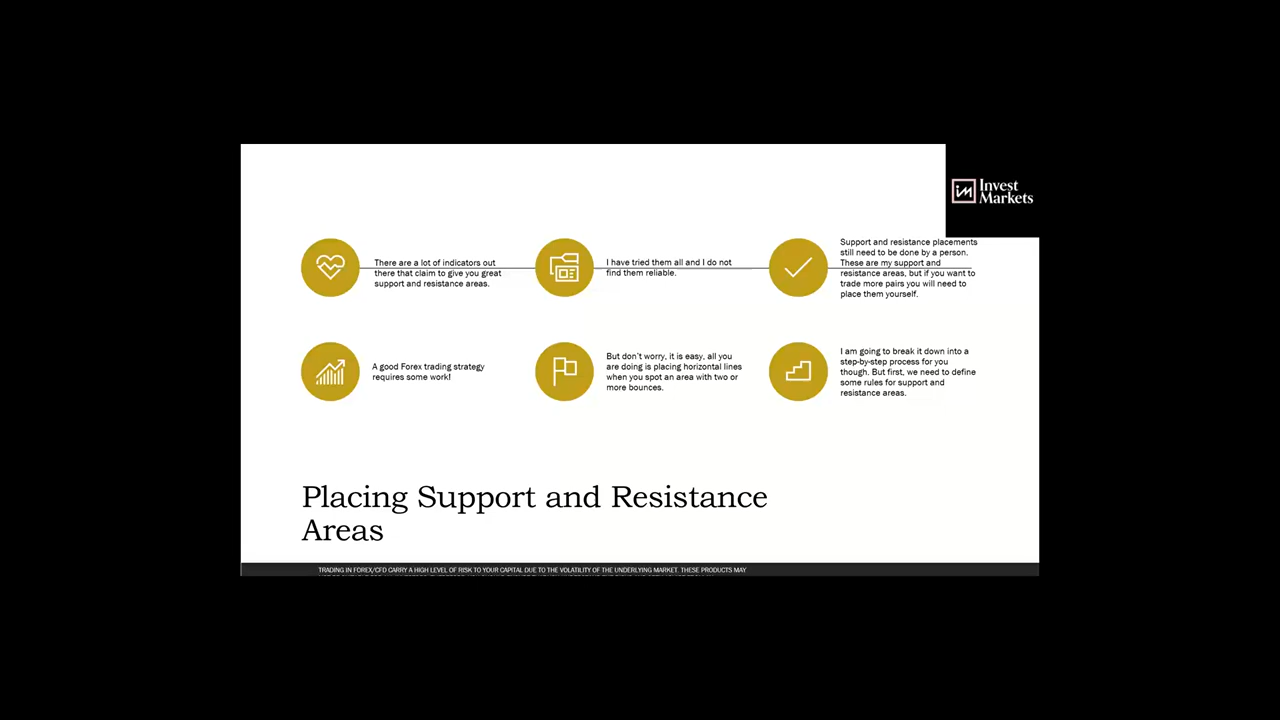 Invest
Markets
There are a lot of indicators out
there that claim to give you great
support and resistance areas.
I have tried them all and I do not
find them reliable.
Support and resistance placements
still need to be done by a person.
These are my support and
resistance areas, but if you want to
trade more pairs you will need to
place them yourself.
A good Forex trading strategy
requires some work!
But don't worry, it is easy, all you
are doing is placing horizontal lines
when you spot an area with two or
more bounces.
I am going to break it down into a
step-by-step process for you
though. But first, we need to define
some rules for support and
resistance areas.
Placing Support and Resistance
Areas
TRADING IN FOREX/CFD CARRY A HIGH LEVEL OF RISK TO YOUR CAPITAL DUE TO THE VOLATILITY OF THE UNDERLYING MARKET. THESE PRODUCTS MAY